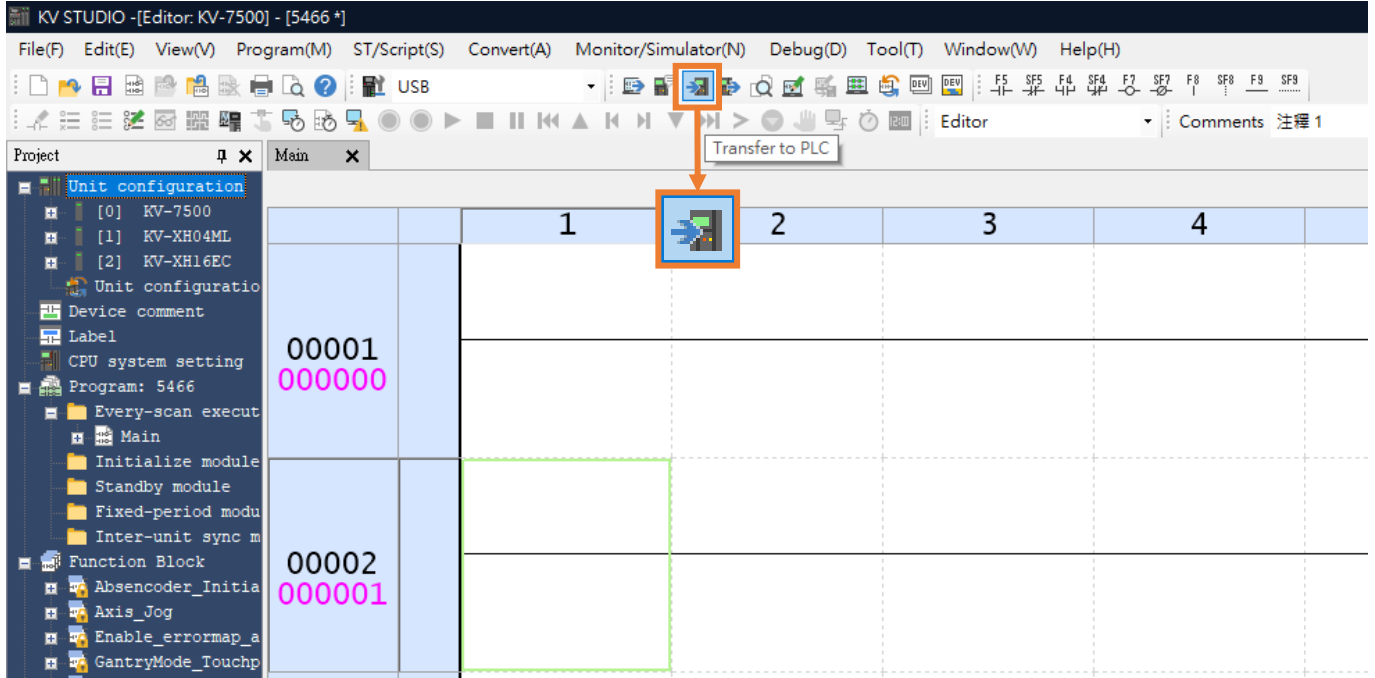 KV STUDIO -[Editor: KV-7500] - [5466 *]
File(F) Edit(E) View(V) Program(M) ST/Script(S) Convert(A) Monitor/Simulator(N) Debug(D) Tool(T) Window(W) Help(H)
USB DEV DEV F5 SF5 F4 SF4 F7 SF7 F8 SF8 F9 SF9
Editor Comments 注釋 1
Transfer to PLC
Project Main
Unit configuration
[0] KV-7500
[1] KV-XH04ML
[2] KV-XH16EC
Unit configuratio
Device comment
Label
CPU system setting
Program: 5466
Every-scan execut
Main
Initialize module
Standby module
Fixed-period modu
Inter-unit sync m
Function Block
Absencoder_Initia
Axis_Jog
Enable_errormap_a
GantryMode_Touchp
1 2 3 4
00001
000000
00002
000001